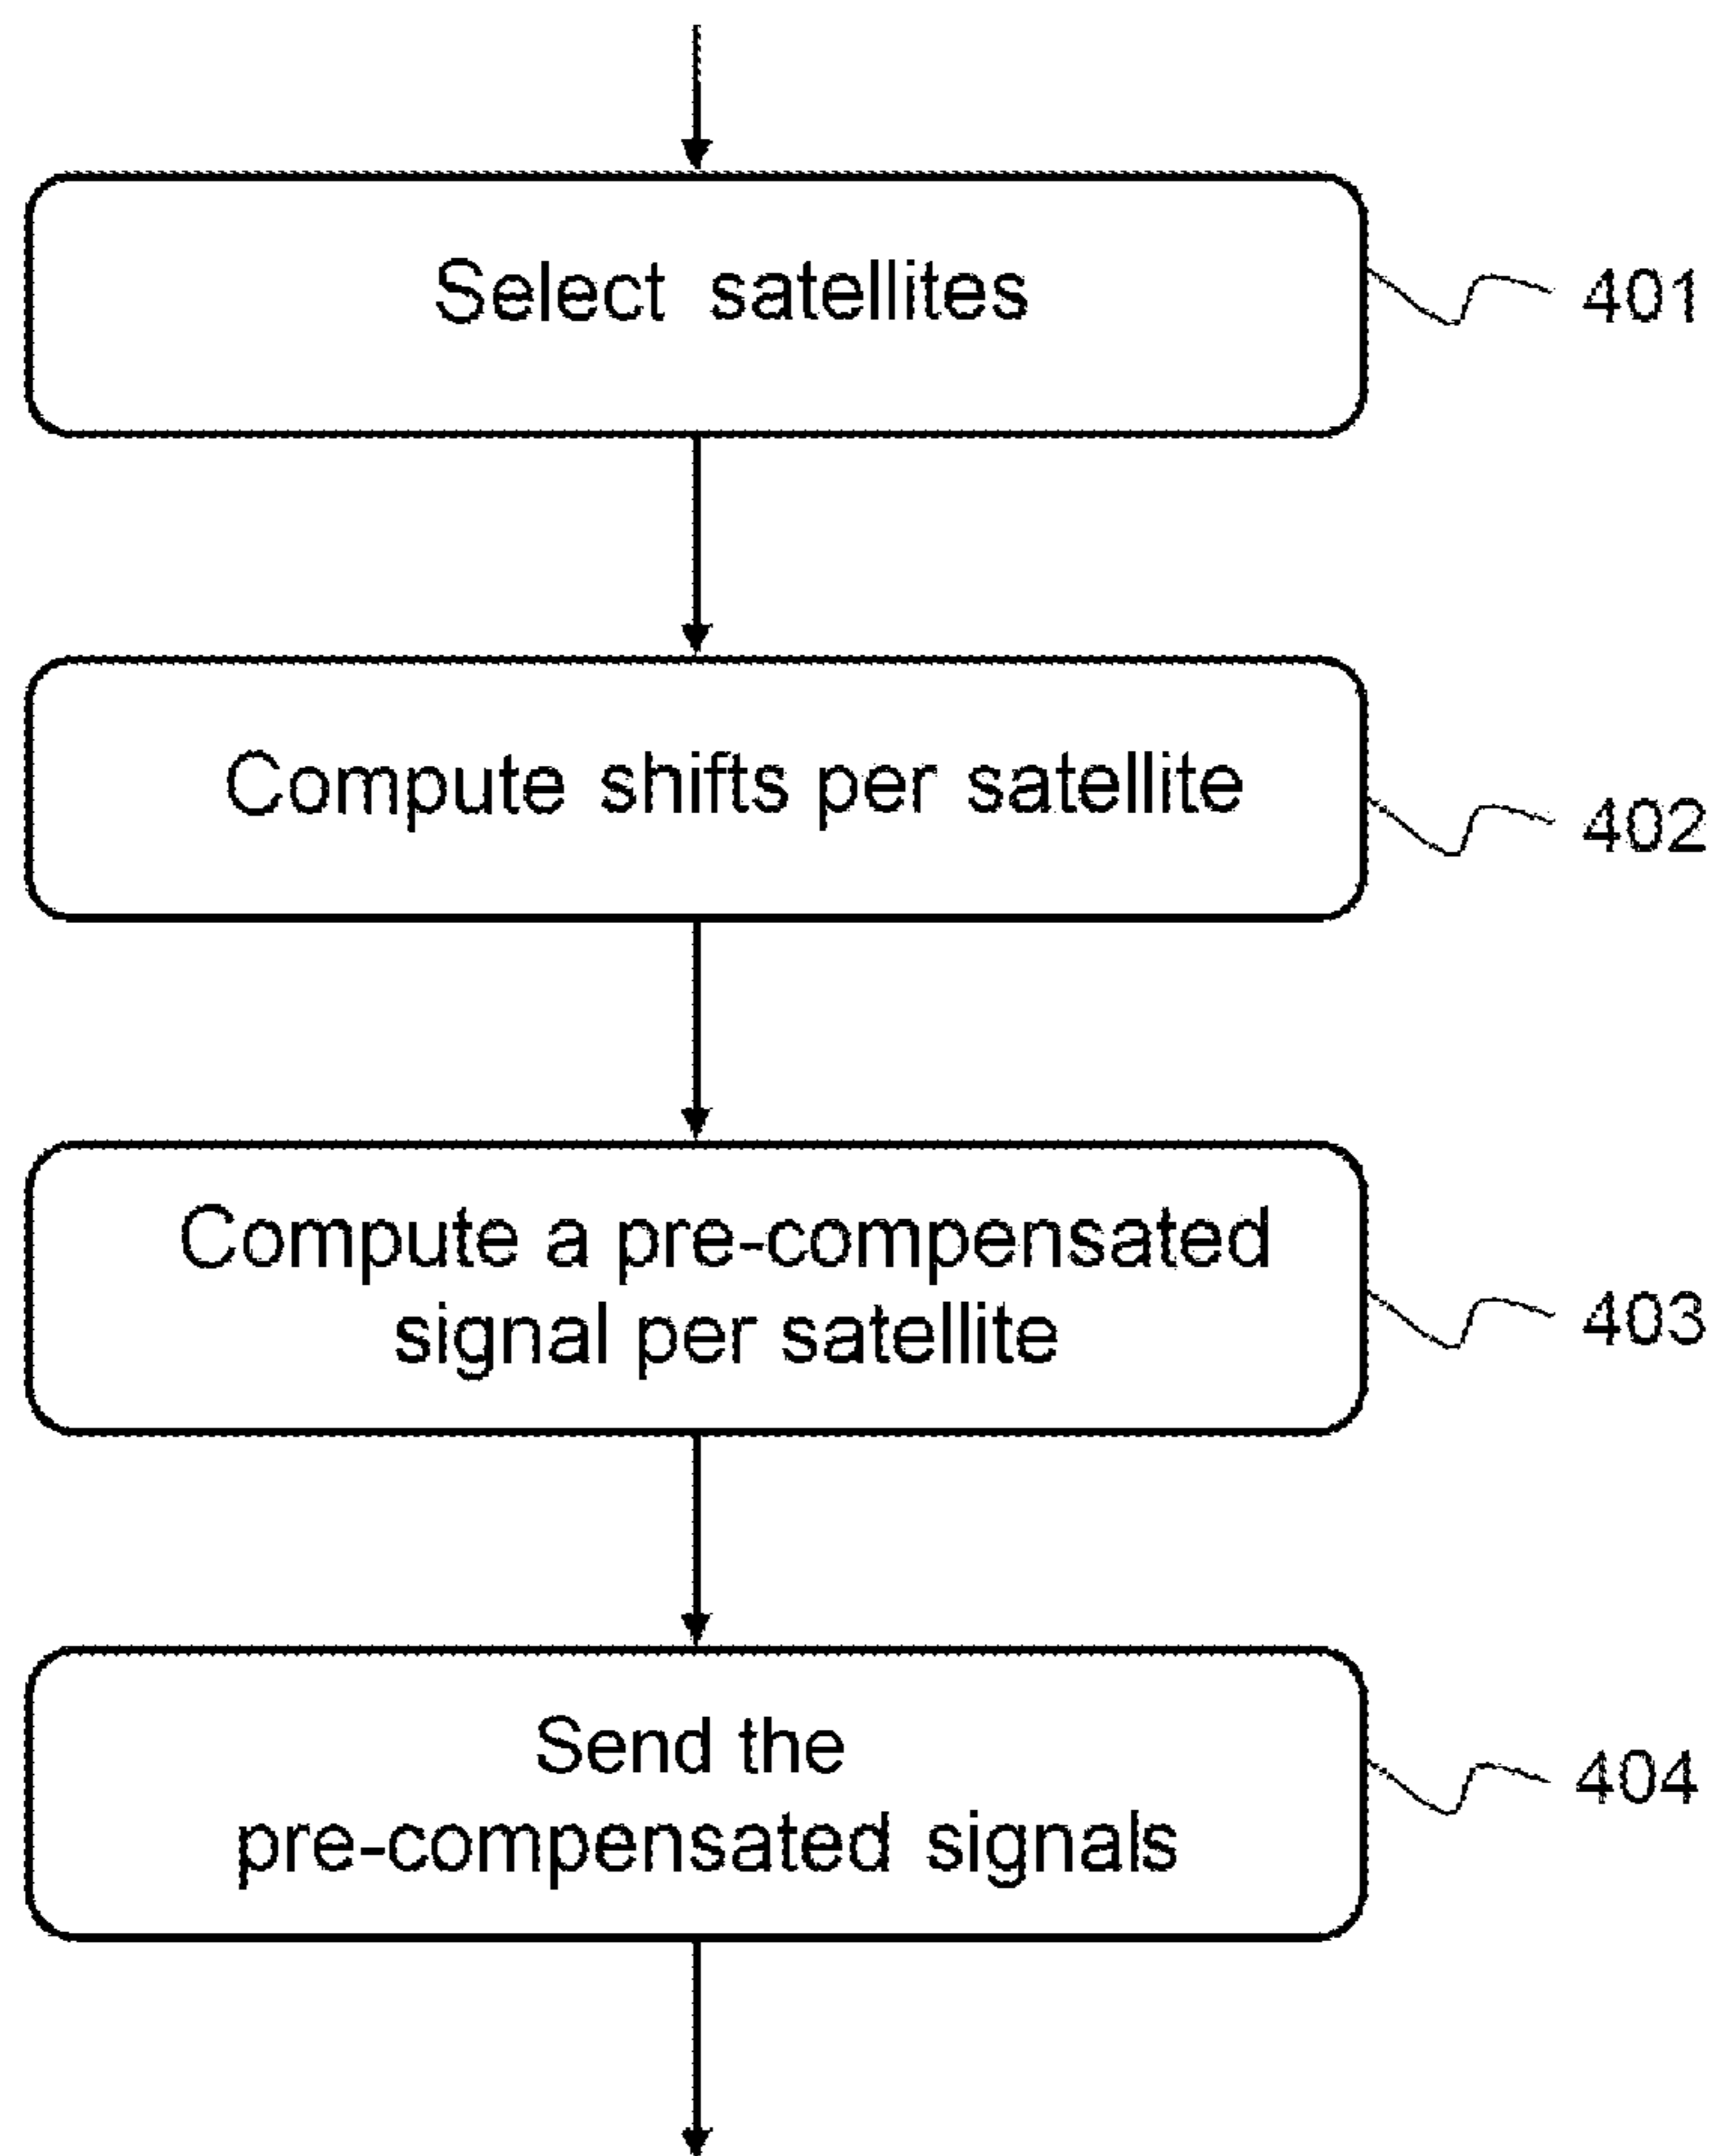 Select satellites
401
Compute shifts per satellite
402
Compute a pre-compensated
signal per satellite
403
Send the
pre-compensated signals
404